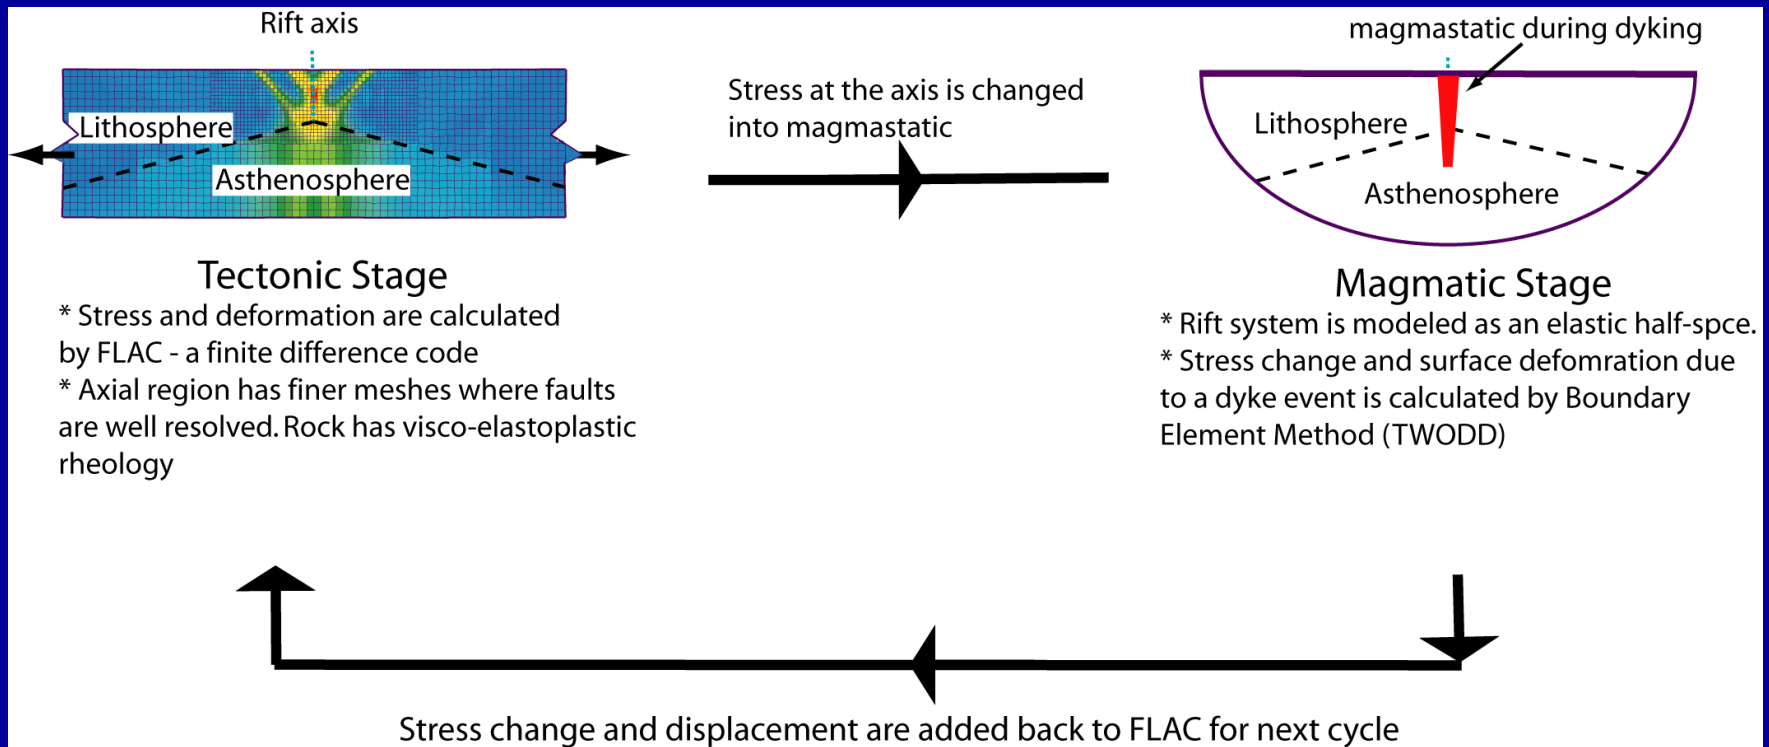 Rift axis
Lithosphere
Asthenosphere
Tectonic Stage
* Stress and deformation are calculated
by FLAC - a finite difference code
* Axial region has finer meshes where faults
are well resolved. Rock has visco-elastoplastic
rheology
Stress at the axis is changed
into magmastatic
magmastatic during dyking
Lithosphere
Asthenosphere
Magmatic Stage
* Rift system is modeled as an elastic half-spce.
* Stress change and surface defomration due
to a dyke event is calculated by Boundary
Element Method (TWODD)
Stress change and displacement are added back to FLAC for next cycle